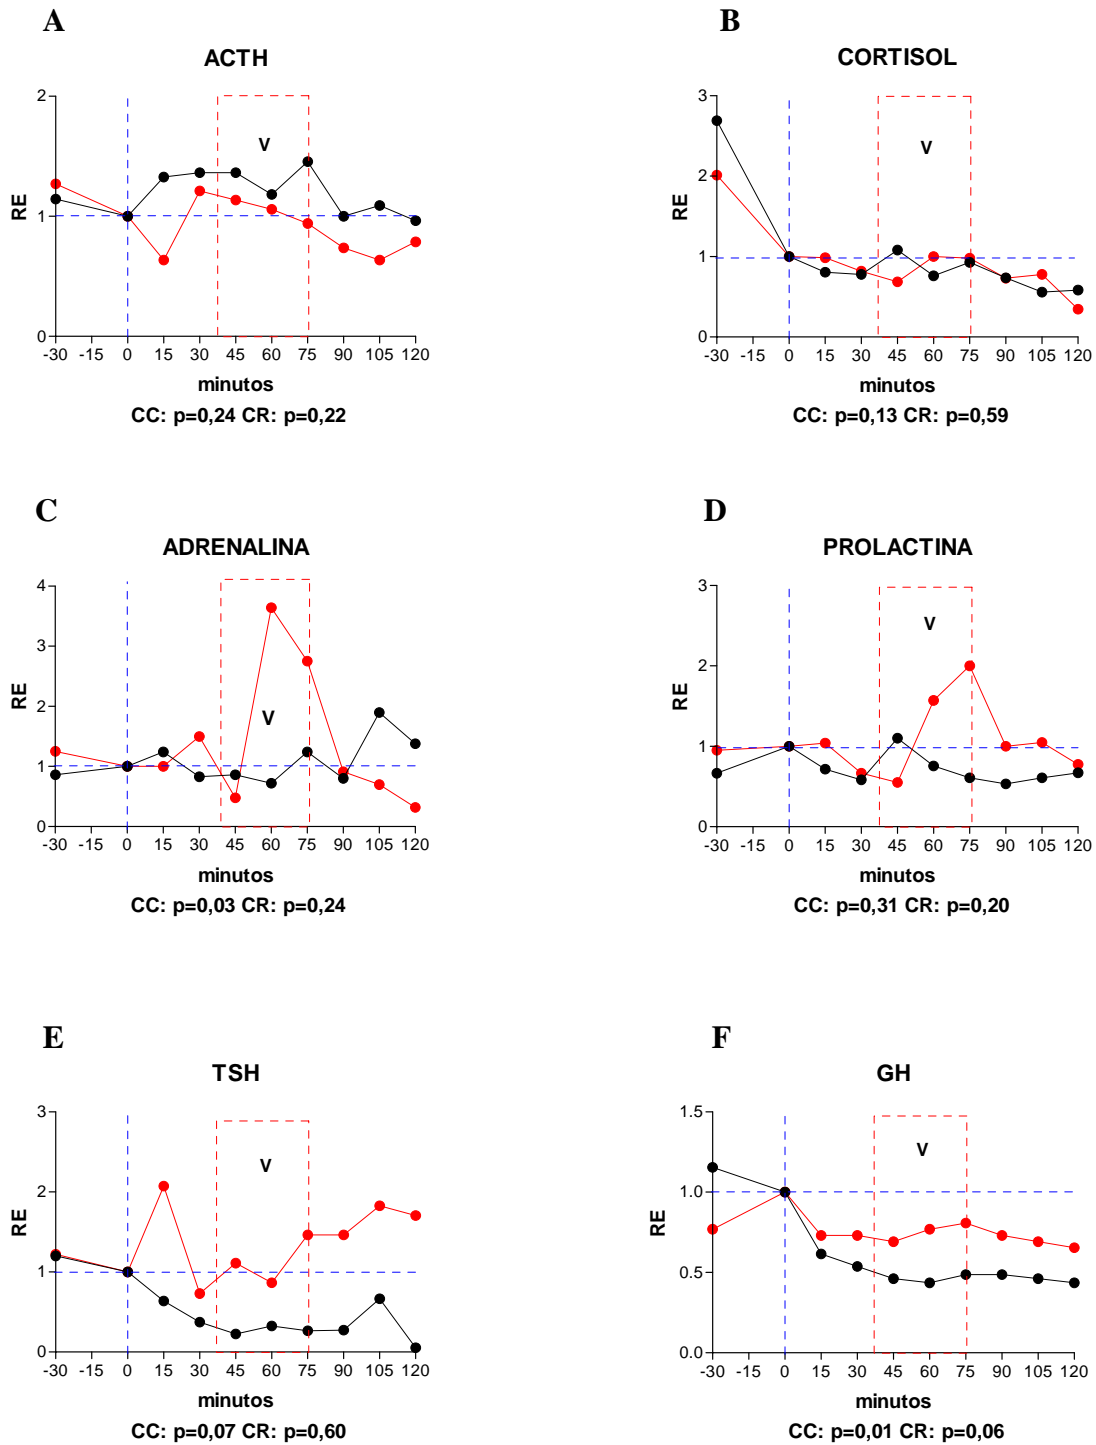 A
ACTH
2
1
0
RE
V
-30 -15 0 15 30 45 60 75 90 105 120
minutos
CC: p=0,24 CR: p=0,22
B
CORTISOL
3
2
1
0
RE
V
-30 -15 0 15 30 45 60 75 90 105 120
minutos
CC: p=0,13 CR: p=0,59
C
ADRENALINA
4
3
2
1
0
RE
V
-30 -15 0 15 30 45 60 75 90 105 120
minutos
CC: p=0,03 CR: p=0,24
D
PROLACTINA
3
2
1
0
RE
V
-30 -15 0 15 30 45 60 75 90 105 120
minutos
CC: p=0,31 CR: p=0,20
E
TSH
3
2
1
0
RE
V
-30 -15 0 15 30 45 60 75 90 105 120
minutos
CC: p=0,07 CR: p=0,60
F
GH
1.5
1.0
0.5
0.0
RE
V
-30 -15 0 15 30 45 60 75 90 105 120
minutos
CC: p=0,01 CR: p=0,06